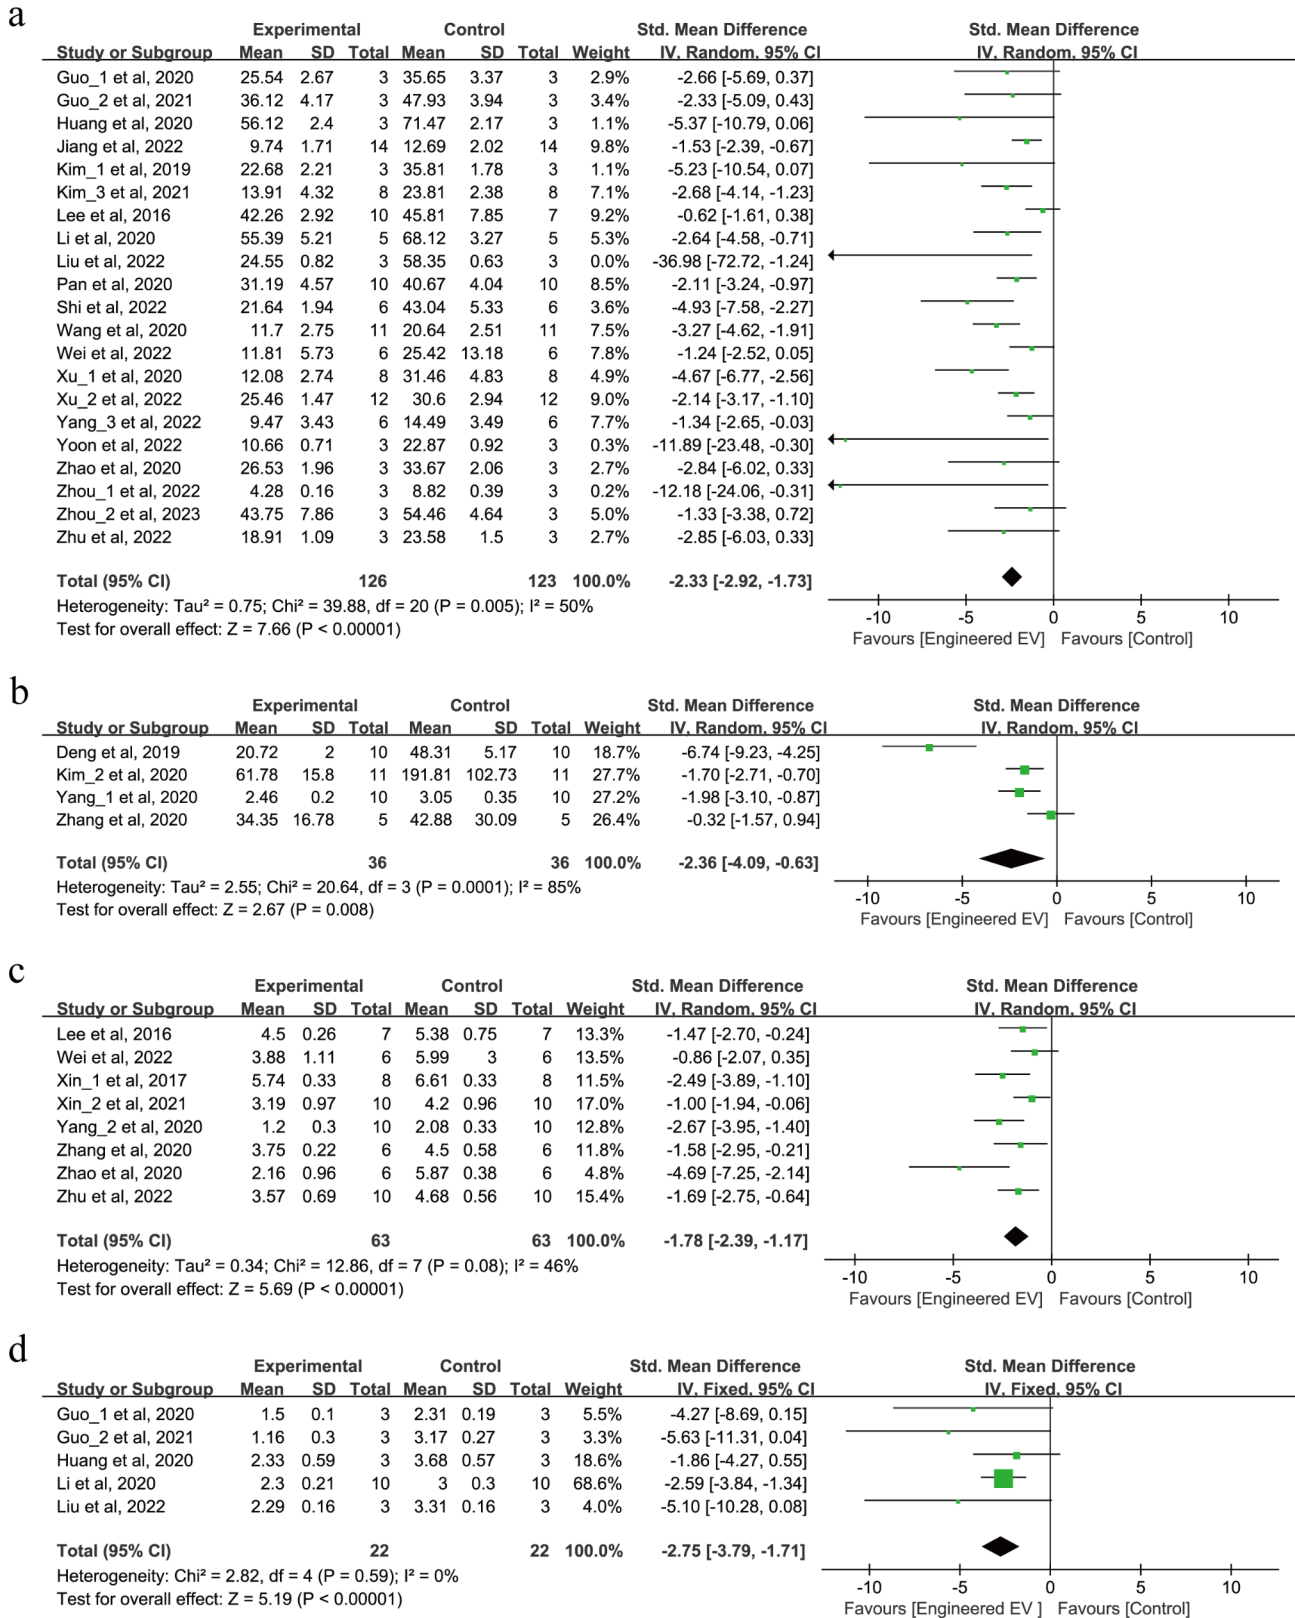 a
Experimental Control Std. Mean Difference Std. Mean Difference
Study or Subgroup Mean SD Total Mean SD Total Weight IV, Random, 95% CI IV, Random, 95% CI
Guo_1 et al, 2020 25.54 2.67 3 35.65 3.37 3 2.9% -2.66 [-5.69, 0.37]
Guo_2 et al, 2021 36.12 4.17 3 47.93 3.94 3 3.4% -2.33 [-5.09, 0.43]
Huang et al, 2020 56.12 2.4 3 71.47 2.17 3 1.1% -5.37 [-10.79, 0.06]
Jiang et al, 2022 9.74 1.71 14 12.69 2.02 14 9.8% -1.53 [-2.39, -0.67]
Kim_1 et al, 2019 22.68 2.21 3 35.81 1.78 3 1.1% -5.23 [-10.54, 0.07]
Kim_3 et al, 2021 13.91 4.32 8 23.81 2.38 8 7.1% -2.68 [-4.14, -1.23]
Lee et al, 2016 42.26 2.92 10 45.81 7.85 7 9.2% -0.62 [-1.61, 0.38]
Li et al, 2020 55.39 5.21 5 68.12 3.27 5 5.3% -2.64 [-4.58, -0.71]
Liu et al, 2022 24.55 0.82 3 58.35 0.63 3 0.0% -36.98 [-72.72, -1.24]
Pan et al, 2020 31.19 4.57 10 40.67 4.04 10 8.5% -2.11 [-3.24, -0.97]
Shi et al, 2022 21.64 1.94 6 43.04 5.33 6 3.6% -4.93 [-7.58, -2.27]
Wang et al, 2020 11.7 2.75 11 20.64 2.51 11 7.5% -3.27 [-4.62, -1.91]
Wei et al, 2022 11.81 5.73 6 25.42 13.18 6 7.8% -1.24 [-2.52, 0.05]
Xu_1 et al, 2020 12.08 2.74 8 31.46 4.83 8 4.9% -4.67 [-6.77, -2.56]
Xu_2 et al, 2022 25.46 1.47 12 30.6 2.94 12 9.0% -2.14 [-3.17, -1.10]
Yang_3 et al, 2022 9.47 3.43 6 14.49 3.49 6 7.7% -1.34 [-2.65, -0.03]
Yoon et al, 2022 10.66 0.71 3 22.87 0.92 3 0.3% -11.89 [-23.48, -0.30]
Zhao et al, 2020 26.53 1.96 3 33.67 2.06 3 2.7% -2.84 [-6.02, 0.33]
Zhou_1 et al, 2022 4.28 0.16 3 8.82 0.39 3 0.2% -12.18 [-24.06, -0.31]
Zhou_2 et al, 2023 43.75 7.86 3 54.46 4.64 3 5.0% -1.33 [-3.38, 0.72]
Zhu et al, 2022 18.91 1.09 3 23.58 1.5 3 2.7% -2.85 [-6.03, 0.33]
Total (95% CI) 126 123 100.0% -2.33 [-2.92, -1.73]
Heterogeneity: Tau² = 0.75; Chi² = 39.88, df = 20 (P = 0.005); I² = 50%
Test for overall effect: Z = 7.66 (P < 0.00001)
-10 -5 0 5 10
Favours [Engineered EV] Favours [Control]
b
Experimental Control Std. Mean Difference Std. Mean Difference
Study or Subgroup Mean SD Total Mean SD Total Weight IV, Random, 95% CI IV, Random, 95% CI
Deng et al, 2019 20.72 2 10 48.31 5.17 10 18.7% -6.74 [-9.23, -4.25]
Kim_2 et al, 2020 61.78 15.8 11 191.81 102.73 11 27.7% -1.70 [-2.71, -0.70]
Yang_1 et al, 2020 2.46 0.2 10 3.05 0.35 10 27.2% -1.98 [-3.10, -0.87]
Zhang et al, 2020 34.35 16.78 5 42.88 30.09 5 26.4% -0.32 [-1.57, 0.94]
Total (95% CI) 36 36 100.0% -2.36 [-4.09, -0.63]
Heterogeneity: Tau² = 2.55; Chi² = 20.64, df = 3 (P = 0.0001); I² = 85%
Test for overall effect: Z = 2.67 (P = 0.008)
-10 -5 0 5 10
Favours [Engineered EV] Favours [Control]
c
Experimental Control Std. Mean Difference Std. Mean Difference
Study or Subgroup Mean SD Total Mean SD Total Weight IV, Random, 95% CI IV, Random, 95% CI
Lee et al, 2016 4.5 0.26 7 5.38 0.75 7 13.3% -1.47 [-2.70, -0.24]
Wei et al, 2022 3.88 1.11 6 5.99 3 6 13.5% -0.86 [-2.07, 0.35]
Xin_1 et al, 2017 5.74 0.33 8 6.61 0.33 8 11.5% -2.49 [-3.89, -1.10]
Xin_2 et al, 2021 3.19 0.97 10 4.2 0.96 10 17.0% -1.00 [-1.94, -0.06]
Yang_2 et al, 2020 1.2 0.3 10 2.08 0.33 10 12.8% -2.67 [-3.95, -1.40]
Zhang et al, 2020 3.75 0.22 6 4.5 0.58 6 11.8% -1.58 [-2.95, -0.21]
Zhao et al, 2020 2.16 0.96 6 5.87 0.38 6 4.8% -4.69 [-7.25, -2.14]
Zhu et al, 2022 3.57 0.69 10 4.68 0.56 10 15.4% -1.69 [-2.75, -0.64]
Total (95% CI) 63 63 100.0% -1.78 [-2.39, -1.17]
Heterogeneity: Tau² = 0.34; Chi² = 12.86, df = 7 (P = 0.08); I² = 46%
Test for overall effect: Z = 5.69 (P < 0.00001)
-10 -5 0 5 10
Favours [Engineered EV] Favours [Control]
d
Experimental Control Std. Mean Difference Std. Mean Difference
Study or Subgroup Mean SD Total Mean SD Total Weight IV, Fixed, 95% CI IV, Fixed, 95% CI
Guo_1 et al, 2020 1.5 0.1 3 2.31 0.19 3 5.5% -4.27 [-8.69, 0.15]
Guo_2 et al, 2021 1.16 0.3 3 3.17 0.27 3 3.3% -5.63 [-11.31, 0.04]
Huang et al, 2020 2.33 0.59 3 3.68 0.57 3 18.6% -1.86 [-4.27, 0.55]
Li et al, 2020 2.3 0.21 10 3 0.3 10 68.6% -2.59 [-3.84, -1.34]
Liu et al, 2022 2.29 0.16 3 3.31 0.16 3 4.0% -5.10 [-10.28, 0.08]
Total (95% CI) 22 22 100.0% -2.75 [-3.79, -1.71]
Heterogeneity: Chi² = 2.82, df = 4 (P = 0.59); I² = 0%
Test for overall effect: Z = 5.19 (P < 0.00001)
-10 -5 0 5 10
Favours [Engineered EV ] Favours [Control]